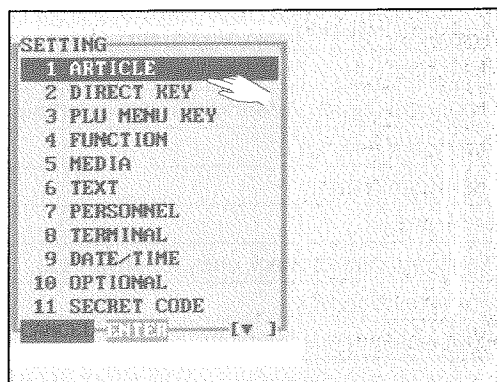 SETTING
1 ARTICLE
2 DIRECT KEY
3 PLU MENU KEY
4 FUNCTION
5 MEDIA
6 TEXT
7 PERSONNEL
8 TERMINAL
9 DATE/TIME
10 OPTIONAL
11 SECRET CODE
ENTER [▼ ]